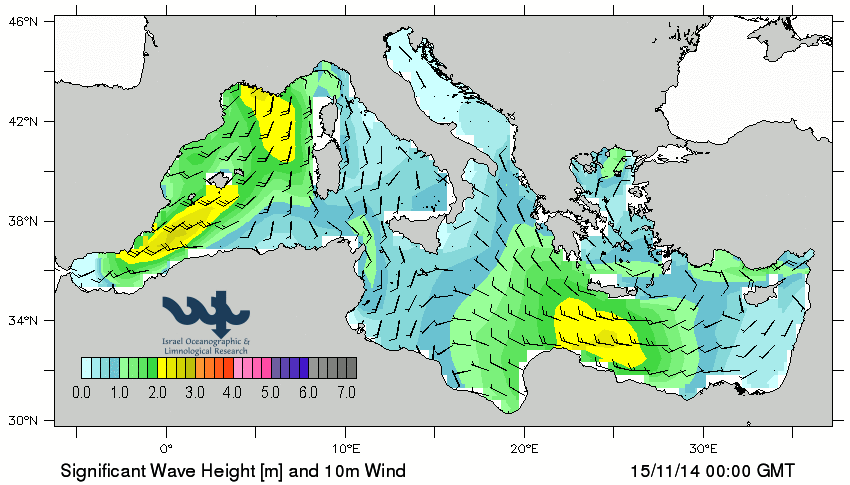 46°N
42°N
38°N
34°N
30°N
Israel Oceanographic &
Limnological Research
0.0 1.0 2.0 3.0 4.0 5.0 6.0 7.0
0° 10°E 20°E 30°E
Significant Wave Height [m] and 10m Wind 15/11/14 00:00 GMT